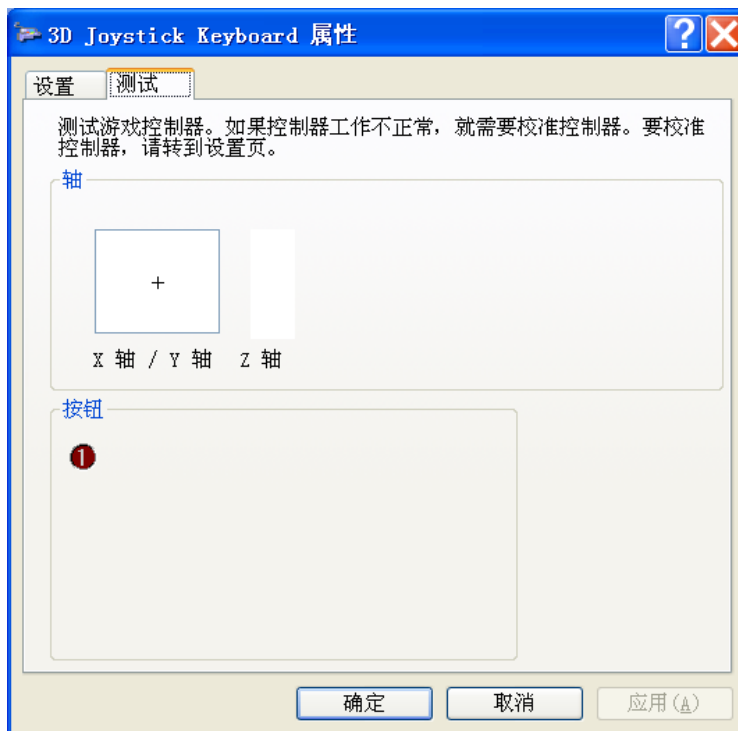 3D Joystick Keyboard 属性
设置
测试
测试游戏控制器。如果控制器工作不正常，就需要校准控制器。要校准
控制器，请转到设置页。
轴
X 轴 / Y 轴
Z 轴
按钮
1
确定
取消
应用(A)